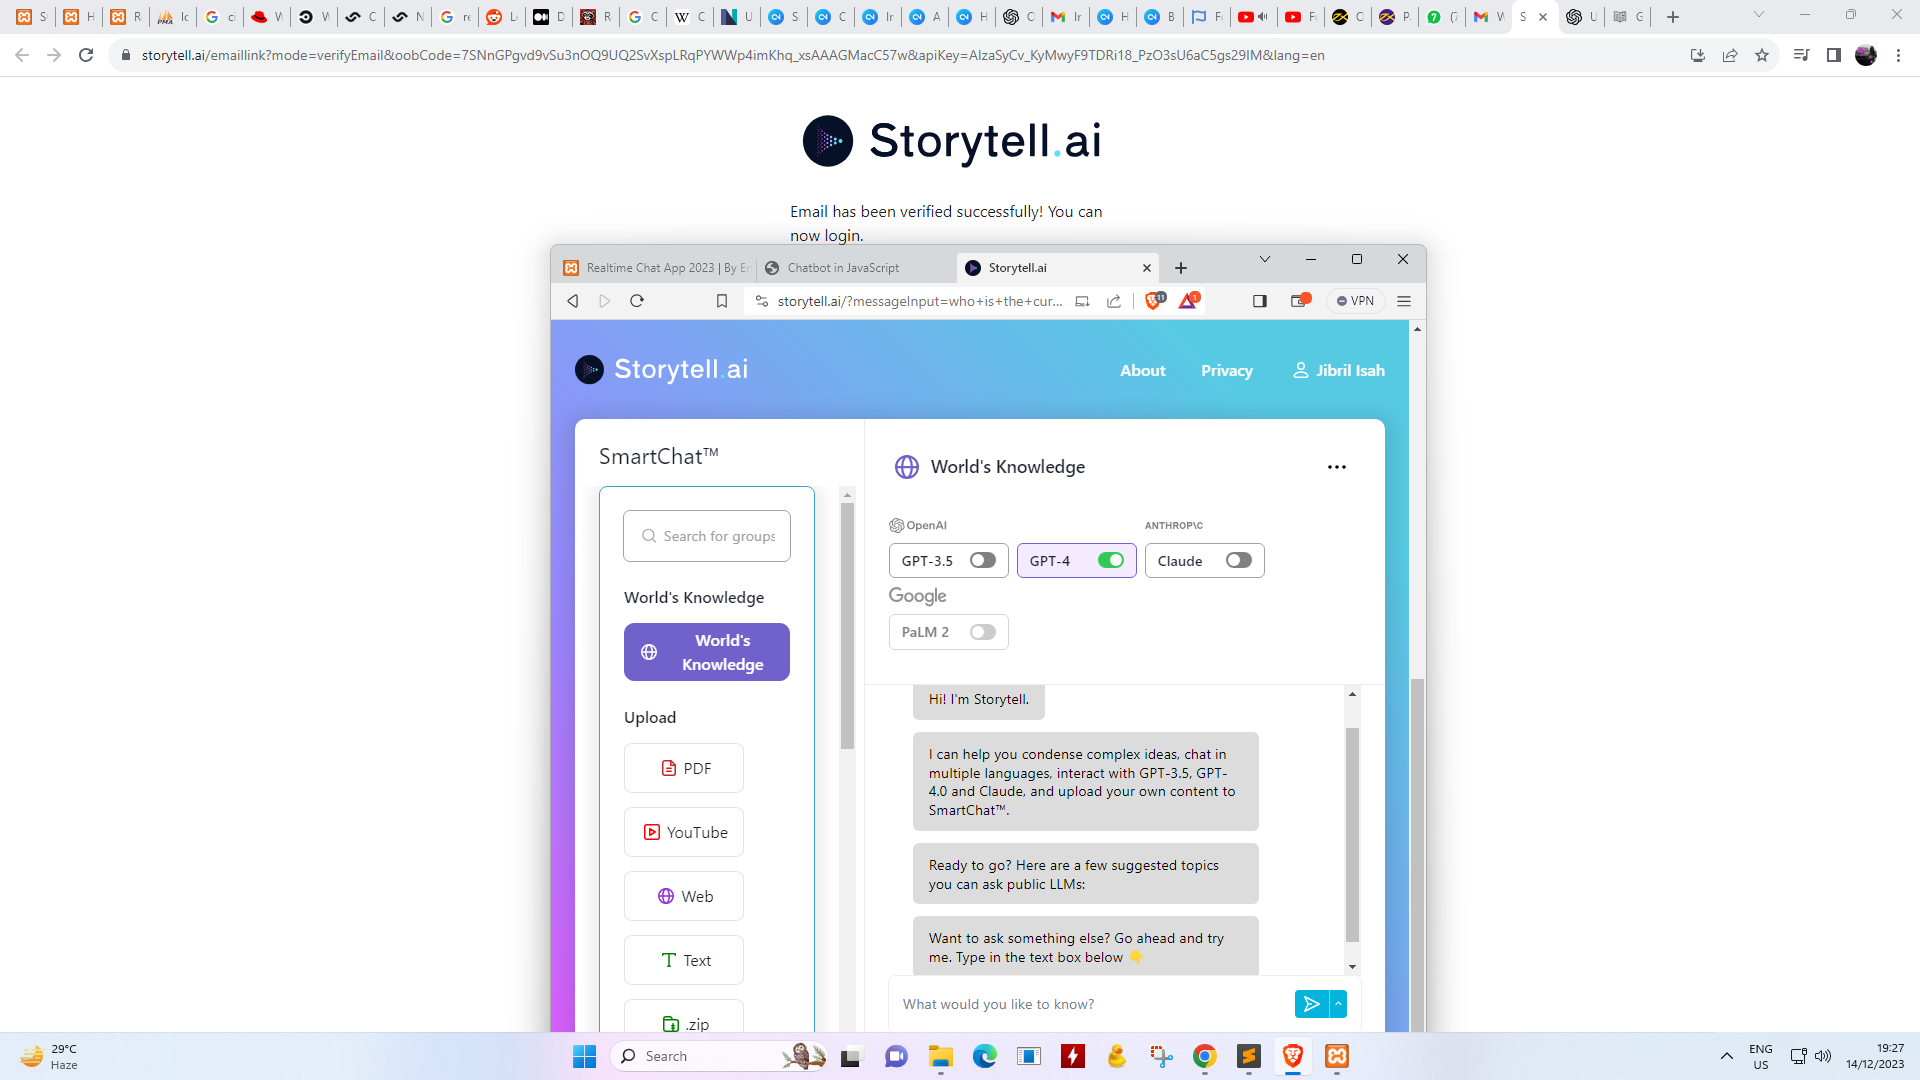 storytell.ai/emaillink?mode=verifyEmail&oobCode=7SNnGPgvd9vSu3nOQ9UQ2SvXspLRqPYWWp4imKhq_xsAAAGMacC57w&apiKey=AIzaSyCv_KyMwyF9TDRi18_PzO3sU6aC5gs29IM&lang=en
Storytell.ai
Email has been verified successfully! You can
now login.
Realtime Chat App 2023 | By Er
Chatbot in JavaScript
Storytell.ai
storytell.ai/?messageInput=who+is+the+cur...
11
1
VPN
Storytell.ai
About
Privacy
Jibril Isah
SmartChat™
World's Knowledge
Search for groups
OpenAI
ANTHROP\C
GPT-3.5
GPT-4
Claude
Google
PaLM 2
World's Knowledge
World's
Knowledge
Upload
PDF
YouTube
Web
Text
.zip
Hi! I'm Storytell.
I can help you condense complex ideas, chat in
multiple languages, interact with GPT-3.5, GPT-
4.0 and Claude, and upload your own content to
SmartChat™.
Ready to go? Here are a few suggested topics
you can ask public LLMs:
Want to ask something else? Go ahead and try
me. Type in the text box below 👇
What would you like to know?
29°C
Haze
Search
ENG
US
19:27
14/12/2023